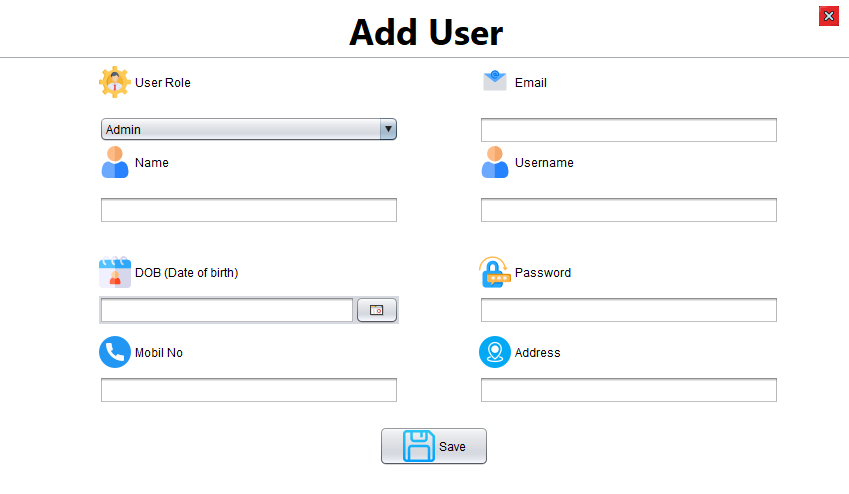 Add User
User Role
Email
Admin
Name
Username
DOB (Date of birth)
Password
Mobil No
Address
Save